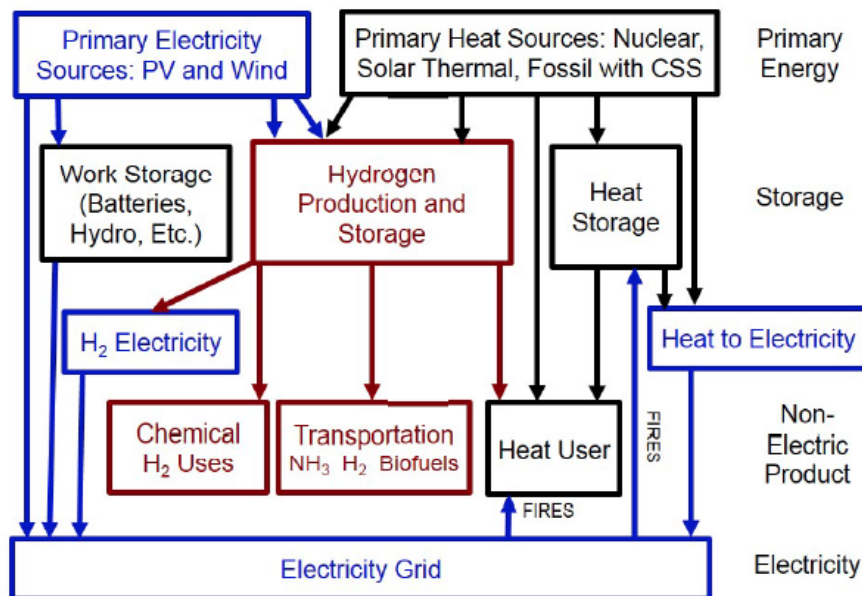 Primary Electricity
Sources: PV and Wind
Primary Heat Sources: Nuclear,
Solar Thermal, Fossil with CSS
Primary
Energy
Work Storage
(Batteries,
Hydro, Etc.)
Hydrogen
Production and
Storage
Heat
Storage
Storage
H₂ Electricity
Heat to Electricity
Chemical
H₂ Uses
Transportation
NH₃ H₂ Biofuels
Heat User
FIRES
Non-
Electric
Product
FIRES
Electricity Grid
Electricity